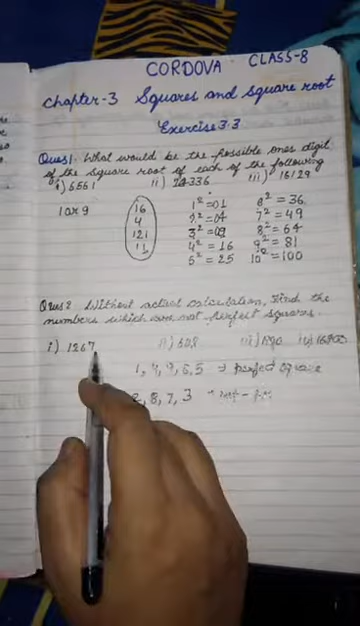 CORDOVA CLASS-8
Chapter-3 Squares and square root
Exercise 3.3
Ques1. What would be the possible ones digit
of the square root of each of the following
i) 6561 ii) 24336 iii) 16129
1 or 9
16
4
121
11
1² = 01
2² = 04
3² = 09
4² = 16
5² = 25
6² = 36
7² = 49
8² = 64
9² = 81
10² = 100
Ques2. Without actual calculation, find the
numbers which are not perfect squares.
i) 1267 ii) 608 iii)
1, 4, 9, 6, 5 → perfect square
2, 8, 7, 3